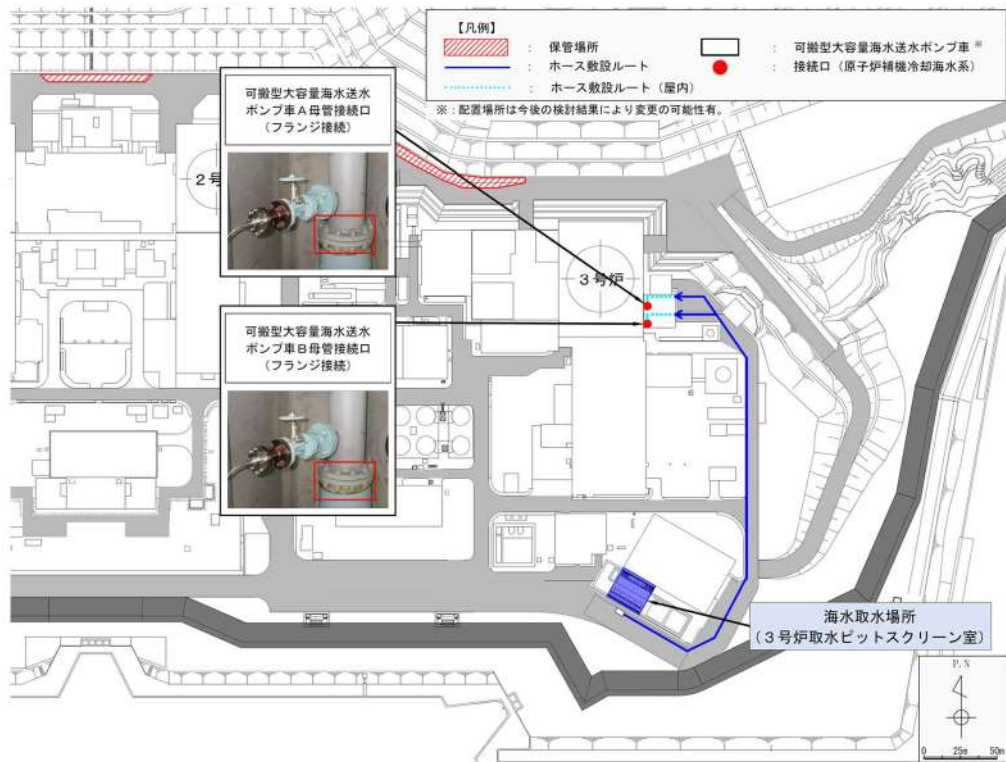 【凡例】
: 保管場所
: ホース敷設ルート
: ホース敷設ルート（屋内）
: 可搬型大容量海水送水ポンプ車※
: 接続口（原子炉補機冷却海水系）
※：配置場所は今後の検討結果により変更の可能性有。
可搬型大容量海水送水
ポンプ車A母管接続口
（フランジ接続）
2号
3号炉
可搬型大容量海水送水
ポンプ車B母管接続口
（フランジ接続）
海水取水場所
（3号炉取水ピットスクリーン室）
P.N
0 25m 50m